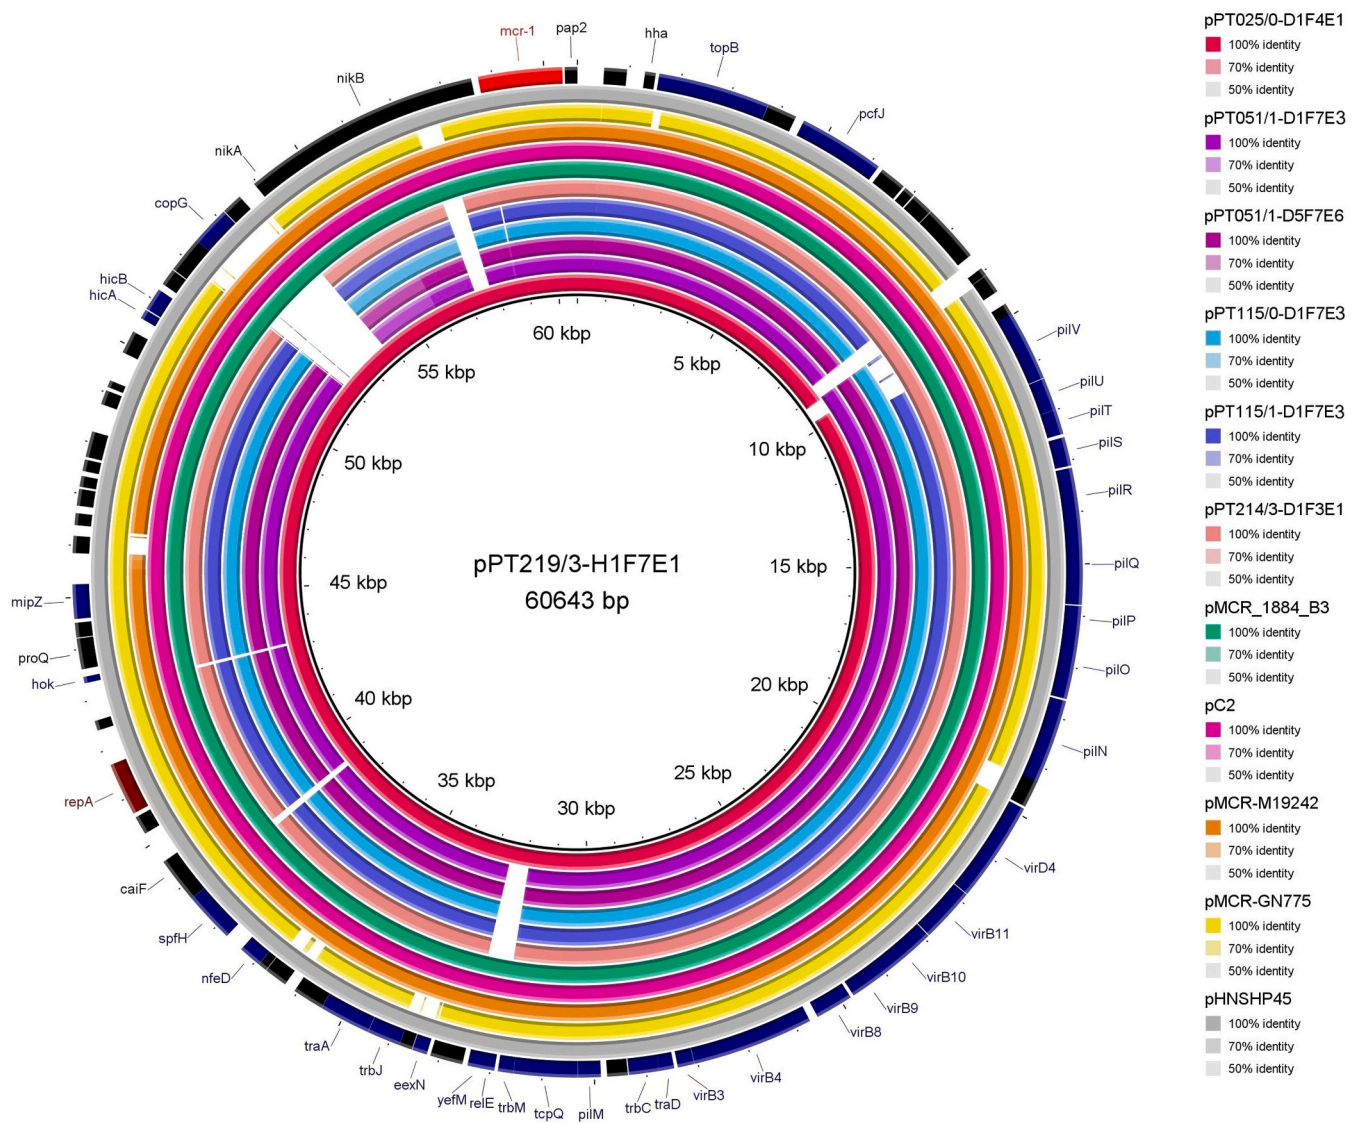 mcr-1
pap2
hha
topB
pcfJ
nikB
nikA
copG
hicB
hicA
mipZ
proQ
hok
repA
caiF
spfH
nfeD
traA
trbJ
eexN
yefM
relE
trbM
tcpQ
pilM
trbC
traD
virB3
virB4
virB8
virB9
virB10
virB11
virD4
pilN
pilO
pilP
pilQ
pilR
pilS
pilT
pilU
pilV
60 kbp
5 kbp
10 kbp
15 kbp
20 kbp
25 kbp
30 kbp
35 kbp
40 kbp
45 kbp
50 kbp
55 kbp
pPT219/3-H1F7E1
60643 bp
pPT025/0-D1F4E1
100% identity
70% identity
50% identity
pPT051/1-D1F7E3
100% identity
70% identity
50% identity
pPT051/1-D5F7E6
100% identity
70% identity
50% identity
pPT115/0-D1F7E3
100% identity
70% identity
50% identity
pPT115/1-D1F7E3
100% identity
70% identity
50% identity
pPT214/3-D1F3E1
100% identity
70% identity
50% identity
pMCR_1884_B3
100% identity
70% identity
50% identity
pC2
100% identity
70% identity
50% identity
pMCR-M19242
100% identity
70% identity
50% identity
pMCR-GN775
100% identity
70% identity
50% identity
pHNSHP45
100% identity
70% identity
50% identity